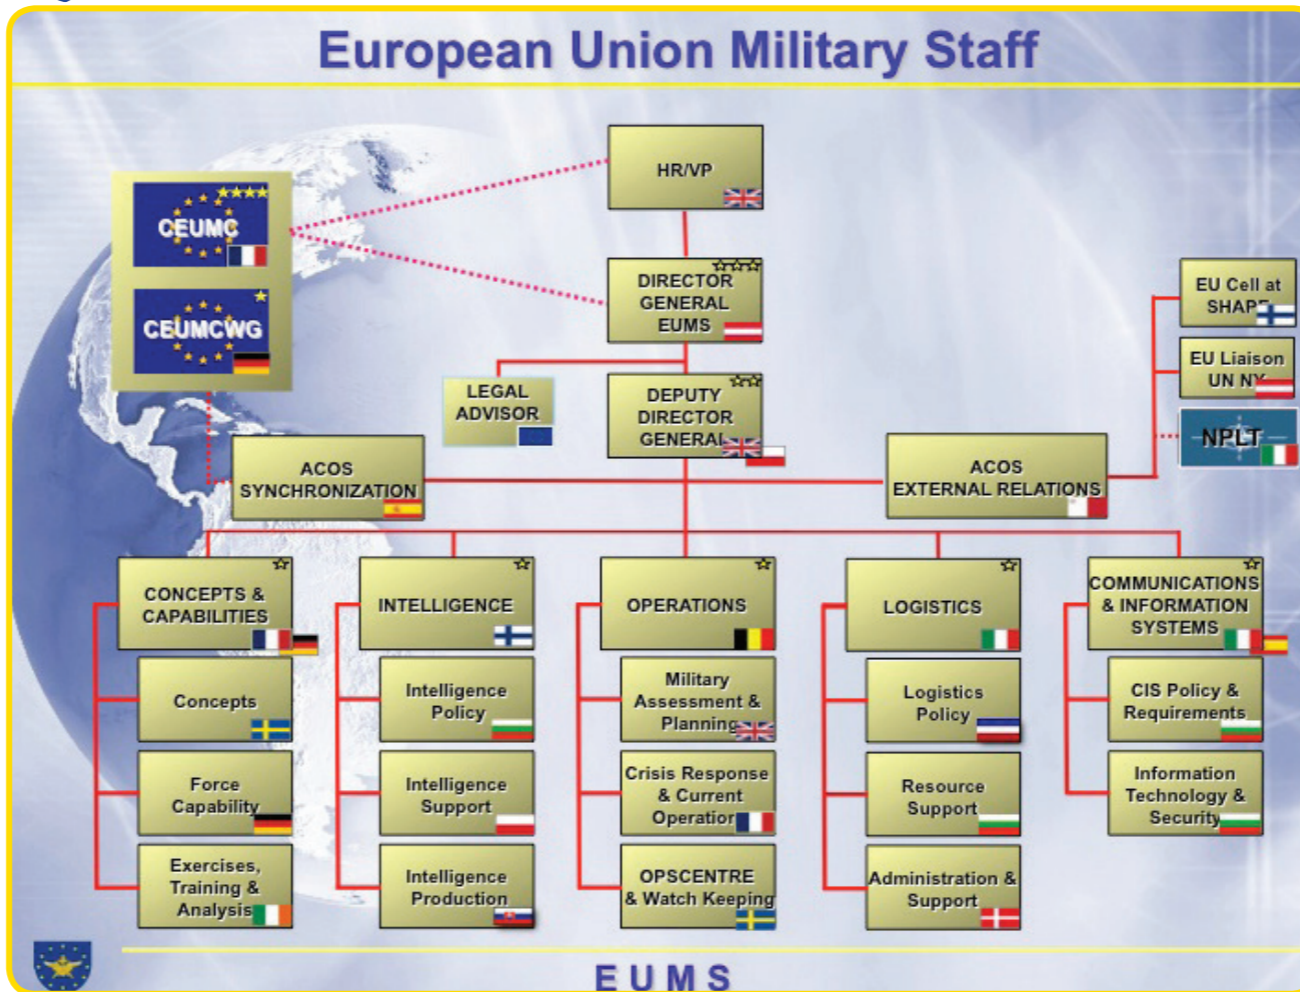 European Union Military Staff
HR/VP
CEUMC
CEUMCWG
DIRECTOR
GENERAL
EUMS
EU Cell at
SHAPE
EU Liaison
UN NY
NPLT
LEGAL
ADVISOR
DEPUTY
DIRECTOR
GENERAL
ACOS
SYNCHRONIZATION
ACOS
EXTERNAL RELATIONS
CONCEPTS &
CAPABILITIES
Concepts
Force
Capability
Exercises,
Training &
Analysis
INTELLIGENCE
Intelligence
Policy
Intelligence
Support
Intelligence
Production
OPERATIONS
Military
Assessment &
Planning
Crisis Response
& Current
Operation
OPSCENTRE
& Watch Keeping
LOGISTICS
Logistics
Policy
Resource
Support
Administration &
Support
COMMUNICATIONS
& INFORMATION
SYSTEMS
CIS Policy &
Requirements
Information
Technology &
Security
E U M S